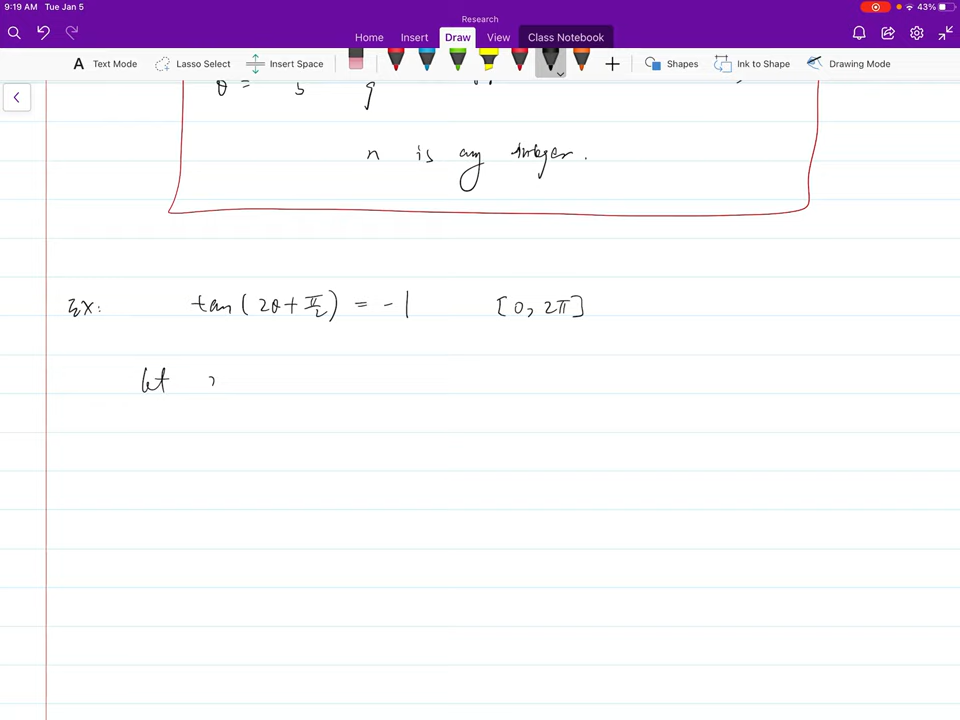 9:19 AM Tue Jan 5
43%
Research
Home Insert Draw View Class Notebook
Text Mode Lasso Select Insert Space Shapes Ink to Shape Drawing Mode
θ =
n is any integer.
Ex: tan(2θ + π/2) = -1 [0, 2π]
let